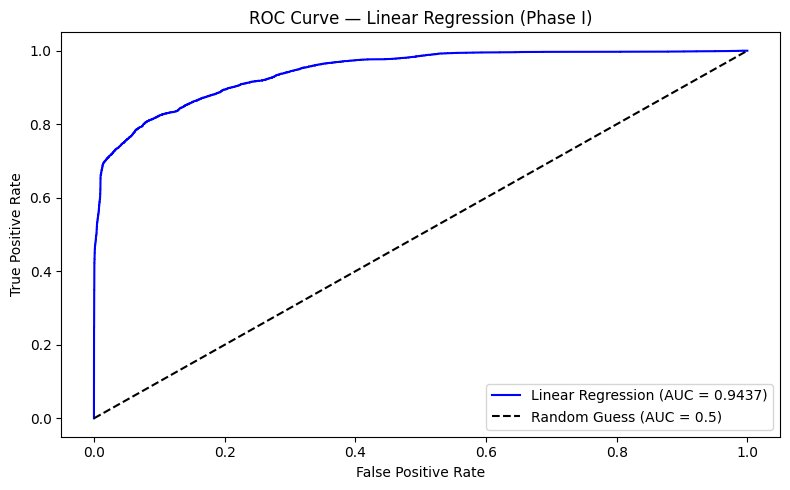 ROC Curve — Linear Regression (Phase I)
1.0
0.8
0.6
0.4
0.2
0.0
True Positive Rate
0.0 0.2 0.4 0.6 0.8 1.0
False Positive Rate
Linear Regression (AUC = 0.9437)
Random Guess (AUC = 0.5)